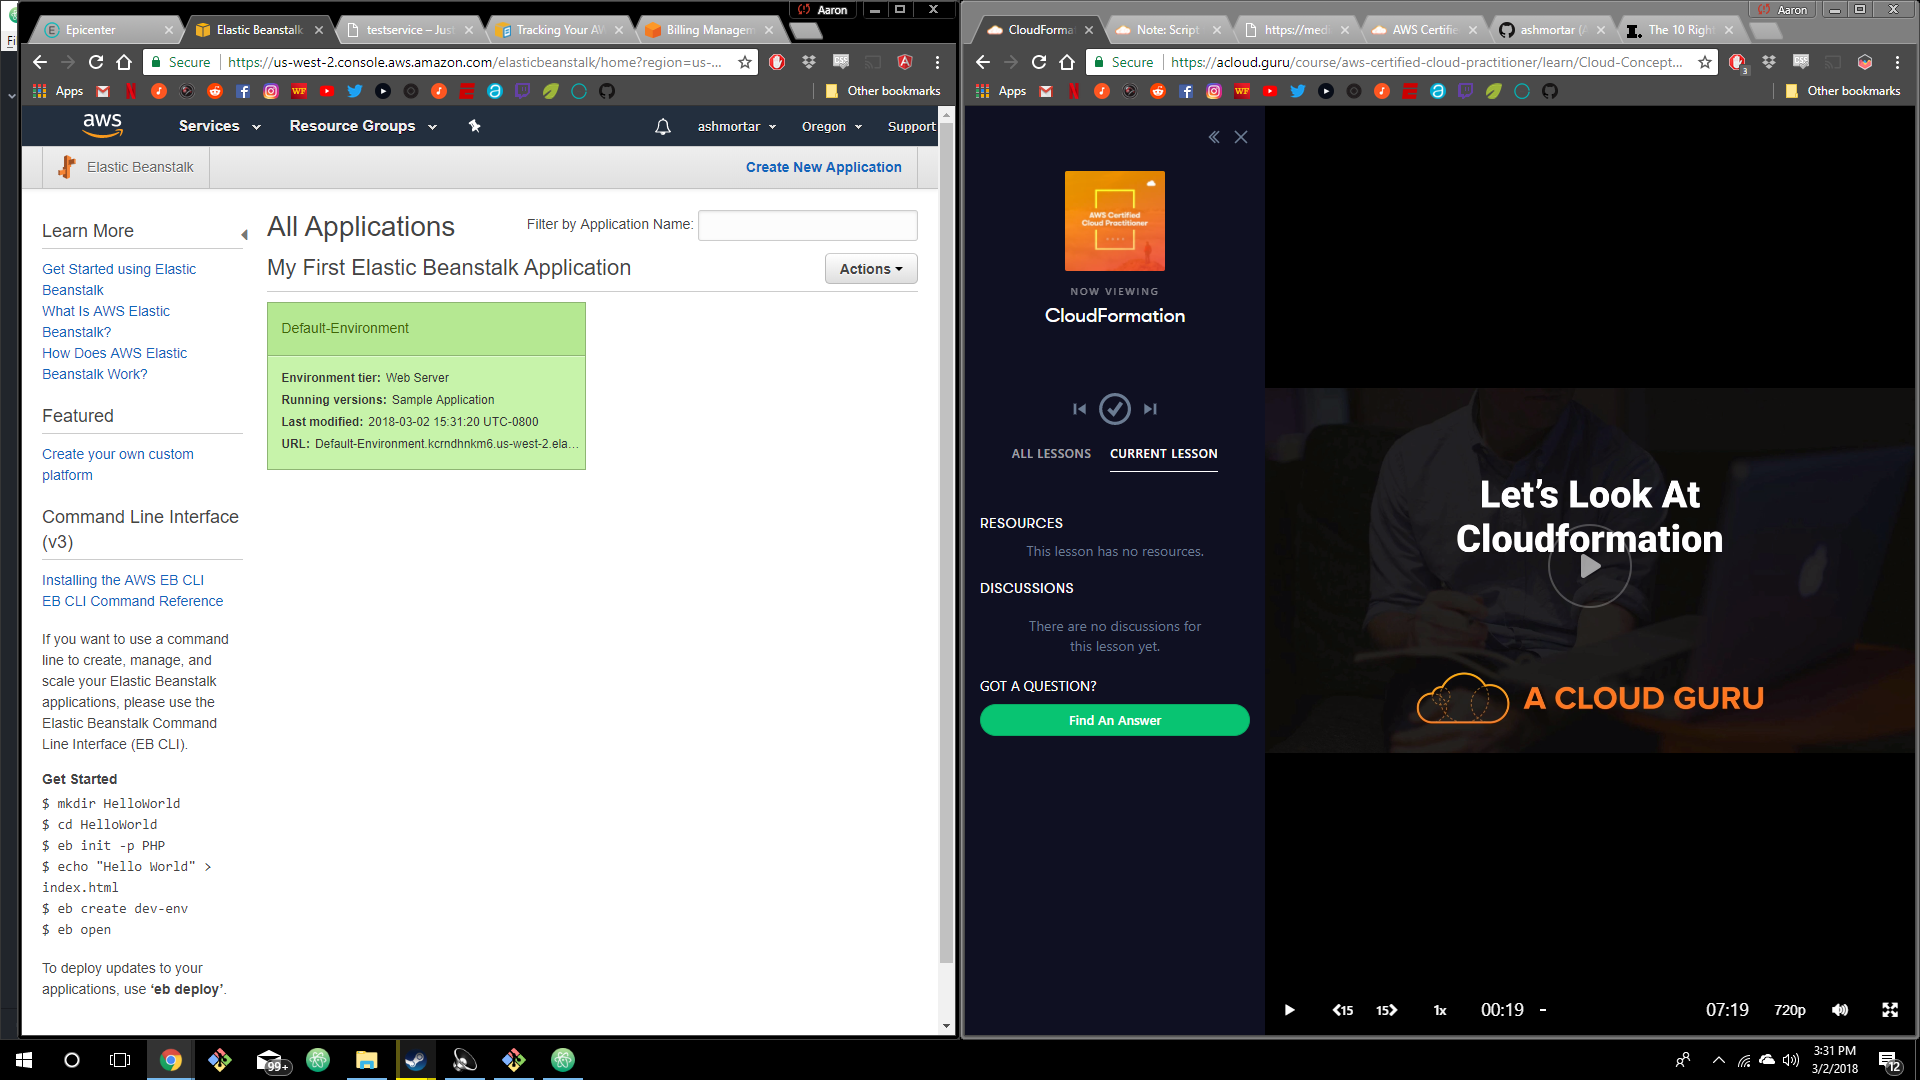 Aaron
Epicenter
Elastic Beanstalk
testservice – Just
Tracking Your AW
Billing Managem
Secure
https://us-west-2.console.aws.amazon.com/elasticbeanstalk/home?region=us-...
Apps
Other bookmarks
aws
Services
Resource Groups
ashmortar
Oregon
Support
Elastic Beanstalk
Create New Application
Learn More
Get Started using Elastic
Beanstalk
What Is AWS Elastic
Beanstalk?
How Does AWS Elastic
Beanstalk Work?
Featured
Create your own custom
platform
Command Line Interface
(v3)
Installing the AWS EB CLI
EB CLI Command Reference
If you want to use a command
line to create, manage, and
scale your Elastic Beanstalk
applications, please use the
Elastic Beanstalk Command
Line Interface (EB CLI).
Get Started
$ mkdir HelloWorld
$ cd HelloWorld
$ eb init -p PHP
$ echo "Hello World" >
index.html
$ eb create dev-env
$ eb open
To deploy updates to your
applications, use ‘eb deploy’.
All Applications
Filter by Application Name:
My First Elastic Beanstalk Application
Actions
Default-Environment
Environment tier: Web Server
Running versions: Sample Application
Last modified: 2018-03-02 15:31:20 UTC-0800
URL: Default-Environment.kcrndhnkm6.us-west-2.ela...
Aaron
CloudFormat
Note: Script
https://medi
AWS Certifie
ashmortar (A
The 10 Righ
Secure
https://acloud.guru/course/aws-certified-cloud-practitioner/learn/Cloud-Concept...
3
Apps
Other bookmarks
AWS Certified
Cloud Practitioner
NOW VIEWING
CloudFormation
ALL LESSONS
CURRENT LESSON
RESOURCES
This lesson has no resources.
DISCUSSIONS
There are no discussions for
this lesson yet.
GOT A QUESTION?
Find An Answer
Let’s Look At
Cloudformation
A CLOUD GURU
15
15
1x
00:19
-
07:19
720p
99+
3:31 PM
3/2/2018
12